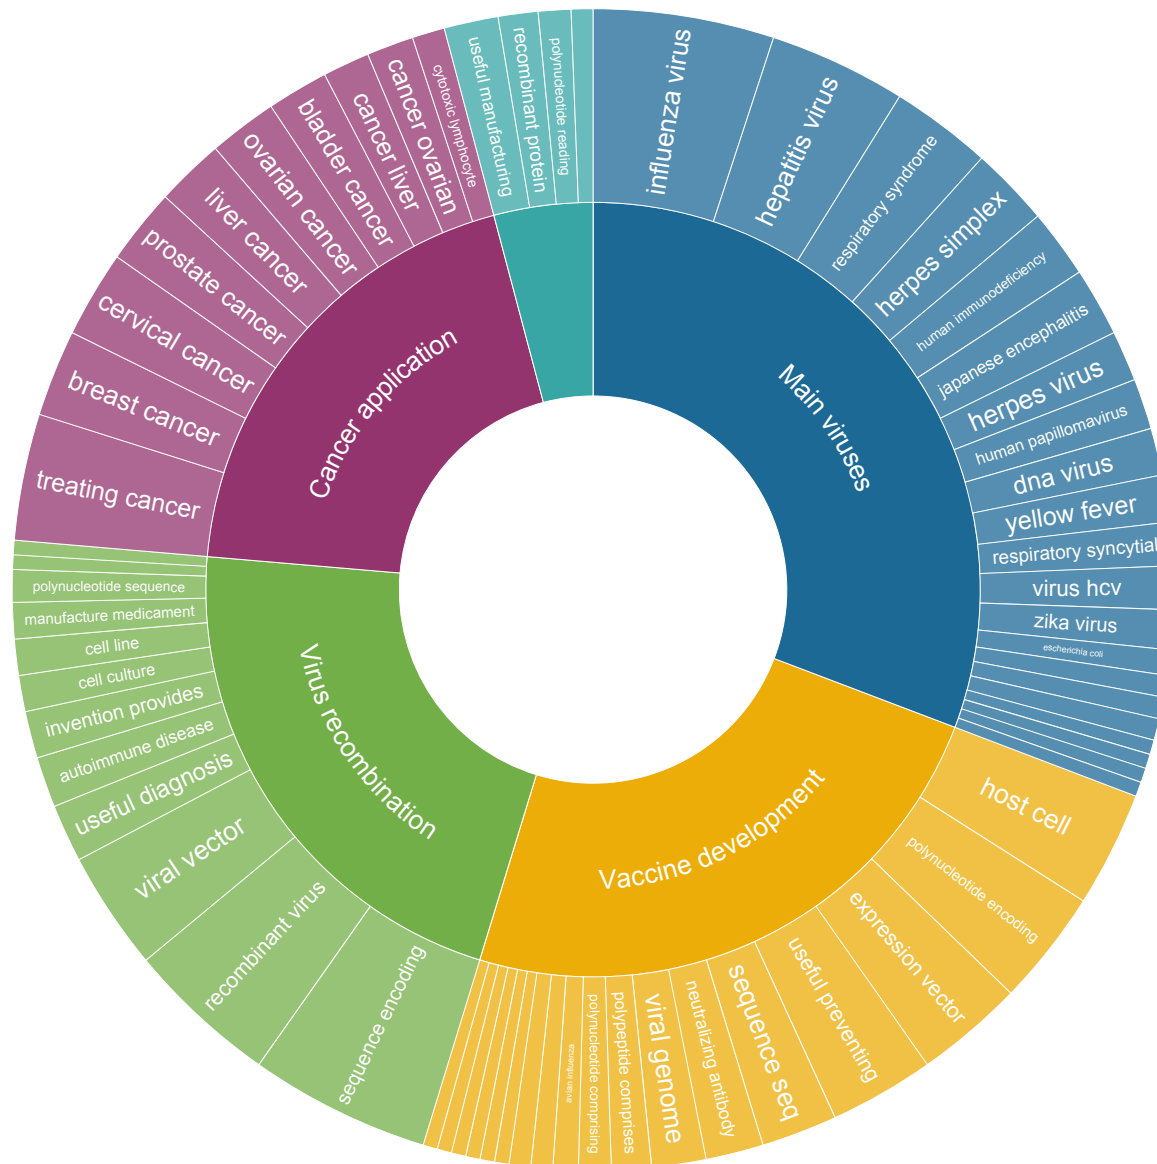 Main viruses
influenza virus
hepatitis virus
respiratory syndrome
herpes simplex
human immunodeficiency
japanese encephalitis
herpes virus
human papillomavirus
dna virus
yellow fever
respiratory syncytial
virus hcv
zika virus
escherichia coli
Vaccine development
host cell
polynucleotide encoding
expression vector
useful preventing
sequence seq
neutralizing antibody
viral genome
polypeptide comprises
polynucleotide comprising
avian influenza
Virus recombination
sequence encoding
recombinant virus
viral vector
useful diagnosis
autoimmune disease
invention provides
cell culture
cell line
manufacture medicament
polynucleotide sequence
Cancer application
treating cancer
breast cancer
cervical cancer
prostate cancer
liver cancer
ovarian cancer
bladder cancer
cancer liver
cancer ovarian
cytotoxic lymphocyte
useful manufacturing
recombinant protein
polynucleotide reading